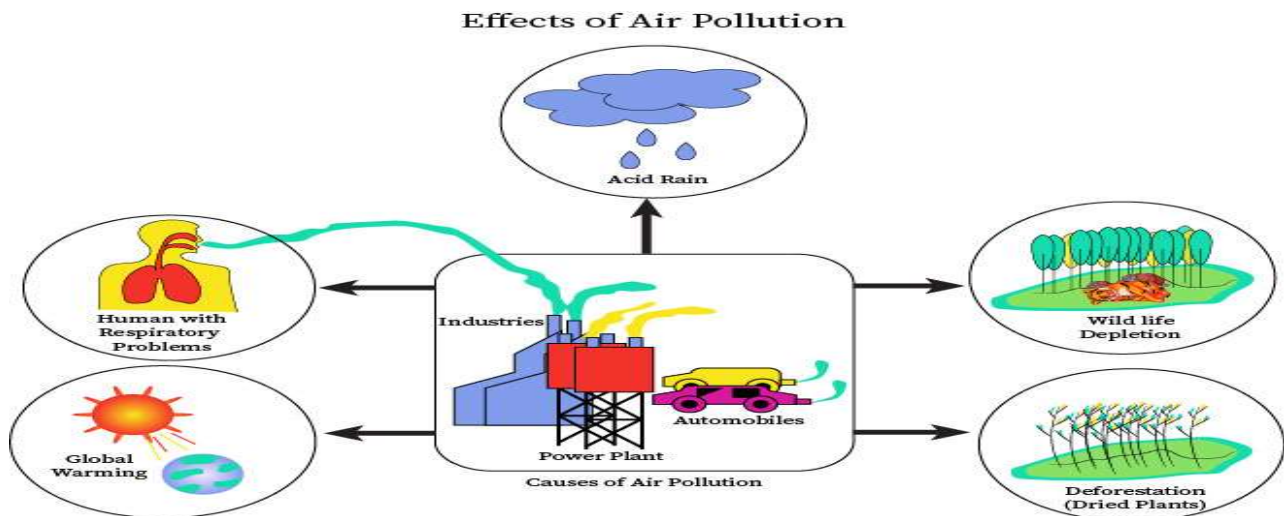 Effects of Air Pollution
Acid Rain
Human with
Respiratory
Problems
Industries
Wild life
Depletion
Global
Warming
Automobiles
Power Plant
Causes of Air Pollution
Deforestation
(Dried Plants)